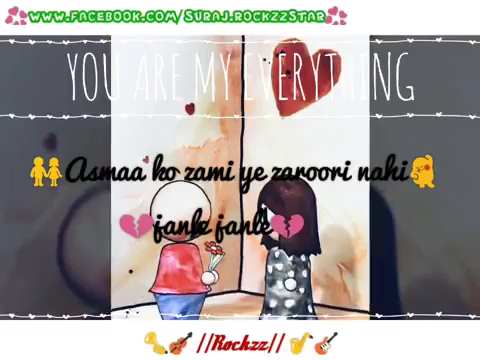 www.facebook.com/Suraj.rockzzStar
YOU ARE MY EVERYTHING
Asmaa ko zami ye zaroori nahi
janle janle
//Rockzz//